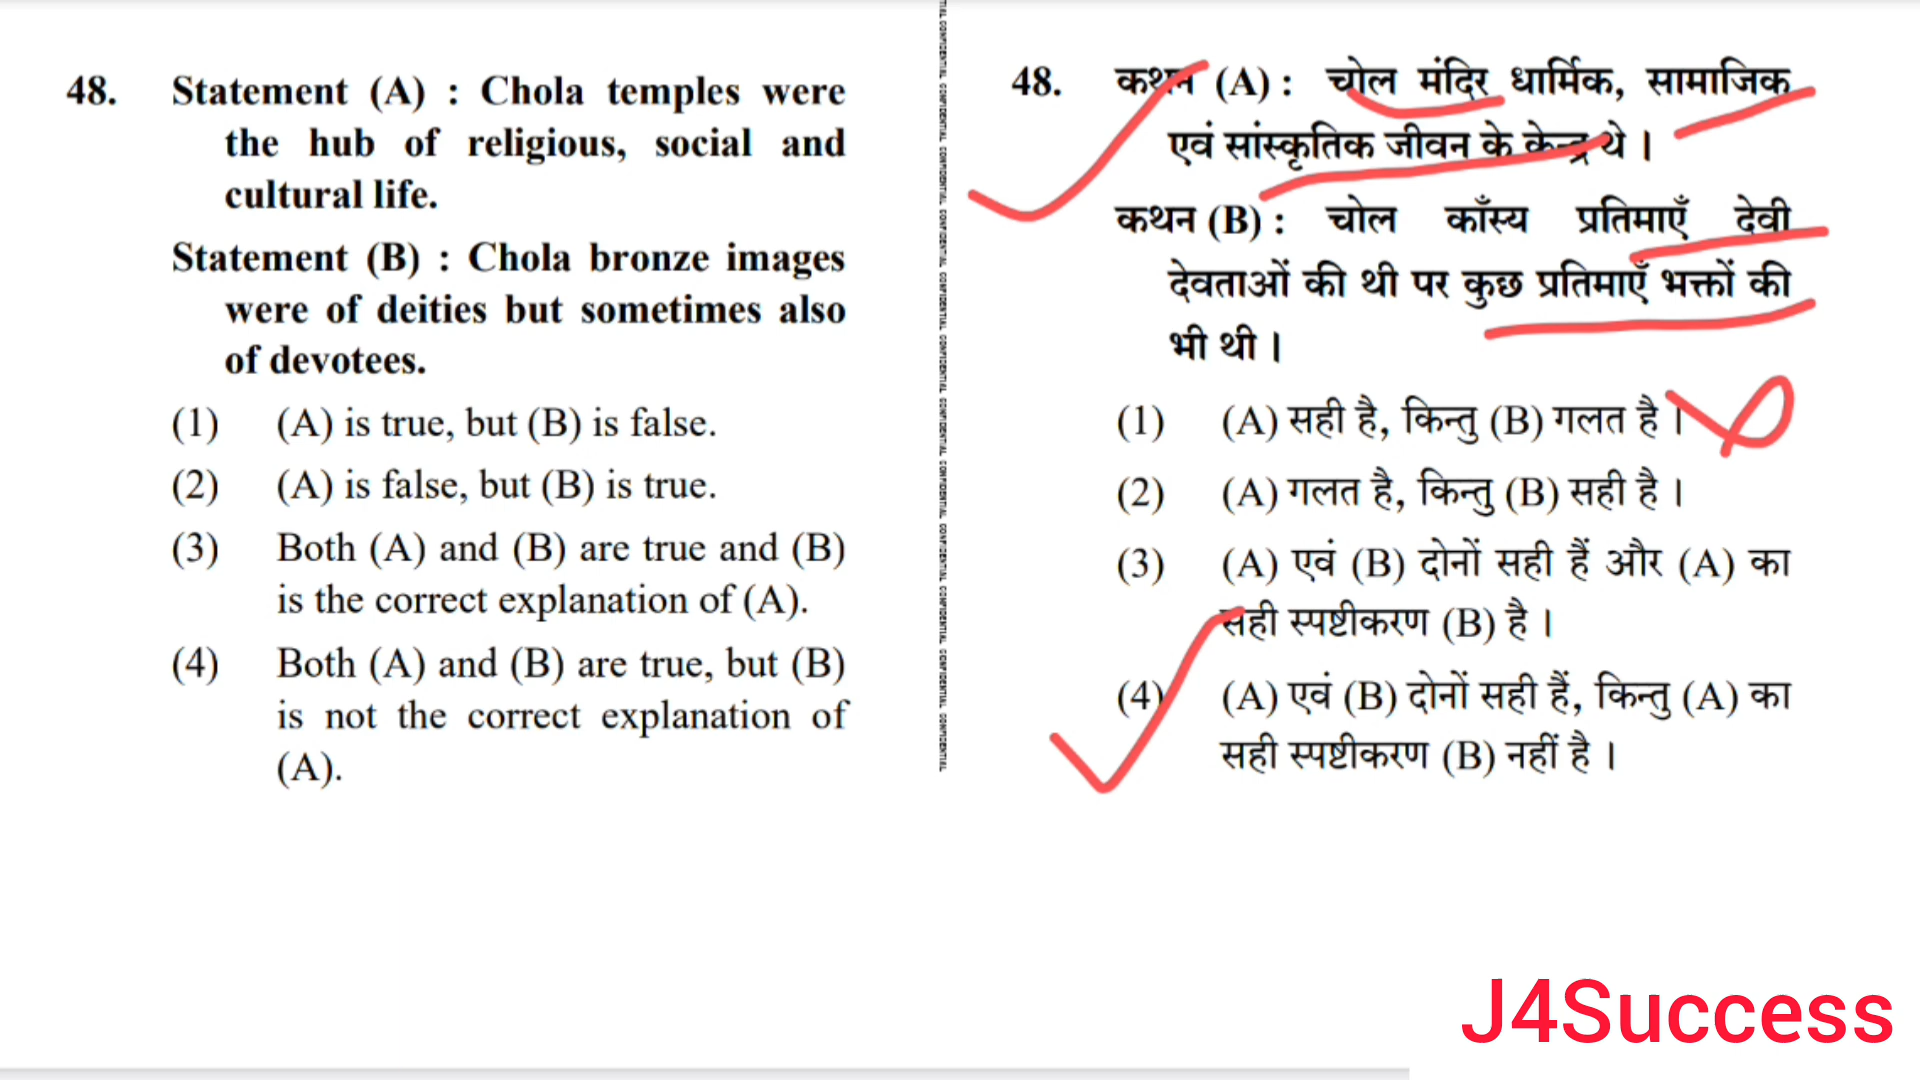 48. Statement (A) : Chola temples were
the hub of religious, social and
cultural life.
Statement (B) : Chola bronze images
were of deities but sometimes also
of devotees.
(1) (A) is true, but (B) is false.
(2) (A) is false, but (B) is true.
(3) Both (A) and (B) are true and (B)
is the correct explanation of (A).
(4) Both (A) and (B) are true, but (B)
is not the correct explanation of
(A).
48. कथन (A) : चोल मंदिर धार्मिक, सामाजिक
एवं सांस्कृतिक जीवन के केन्द्र थे ।
कथन (B) : चोल काँस्य प्रतिमाएँ देवी
देवताओं की थी पर कुछ प्रतिमाएँ भक्तों की
भी थी ।
(1) (A) सही है, किन्तु (B) गलत है ।
(2) (A) गलत है, किन्तु (B) सही है ।
(3) (A) एवं (B) दोनों सही हैं और (A) का
सही स्पष्टीकरण (B) है ।
(4) (A) एवं (B) दोनों सही हैं, किन्तु (A) का
सही स्पष्टीकरण (B) नहीं है ।
J4Success